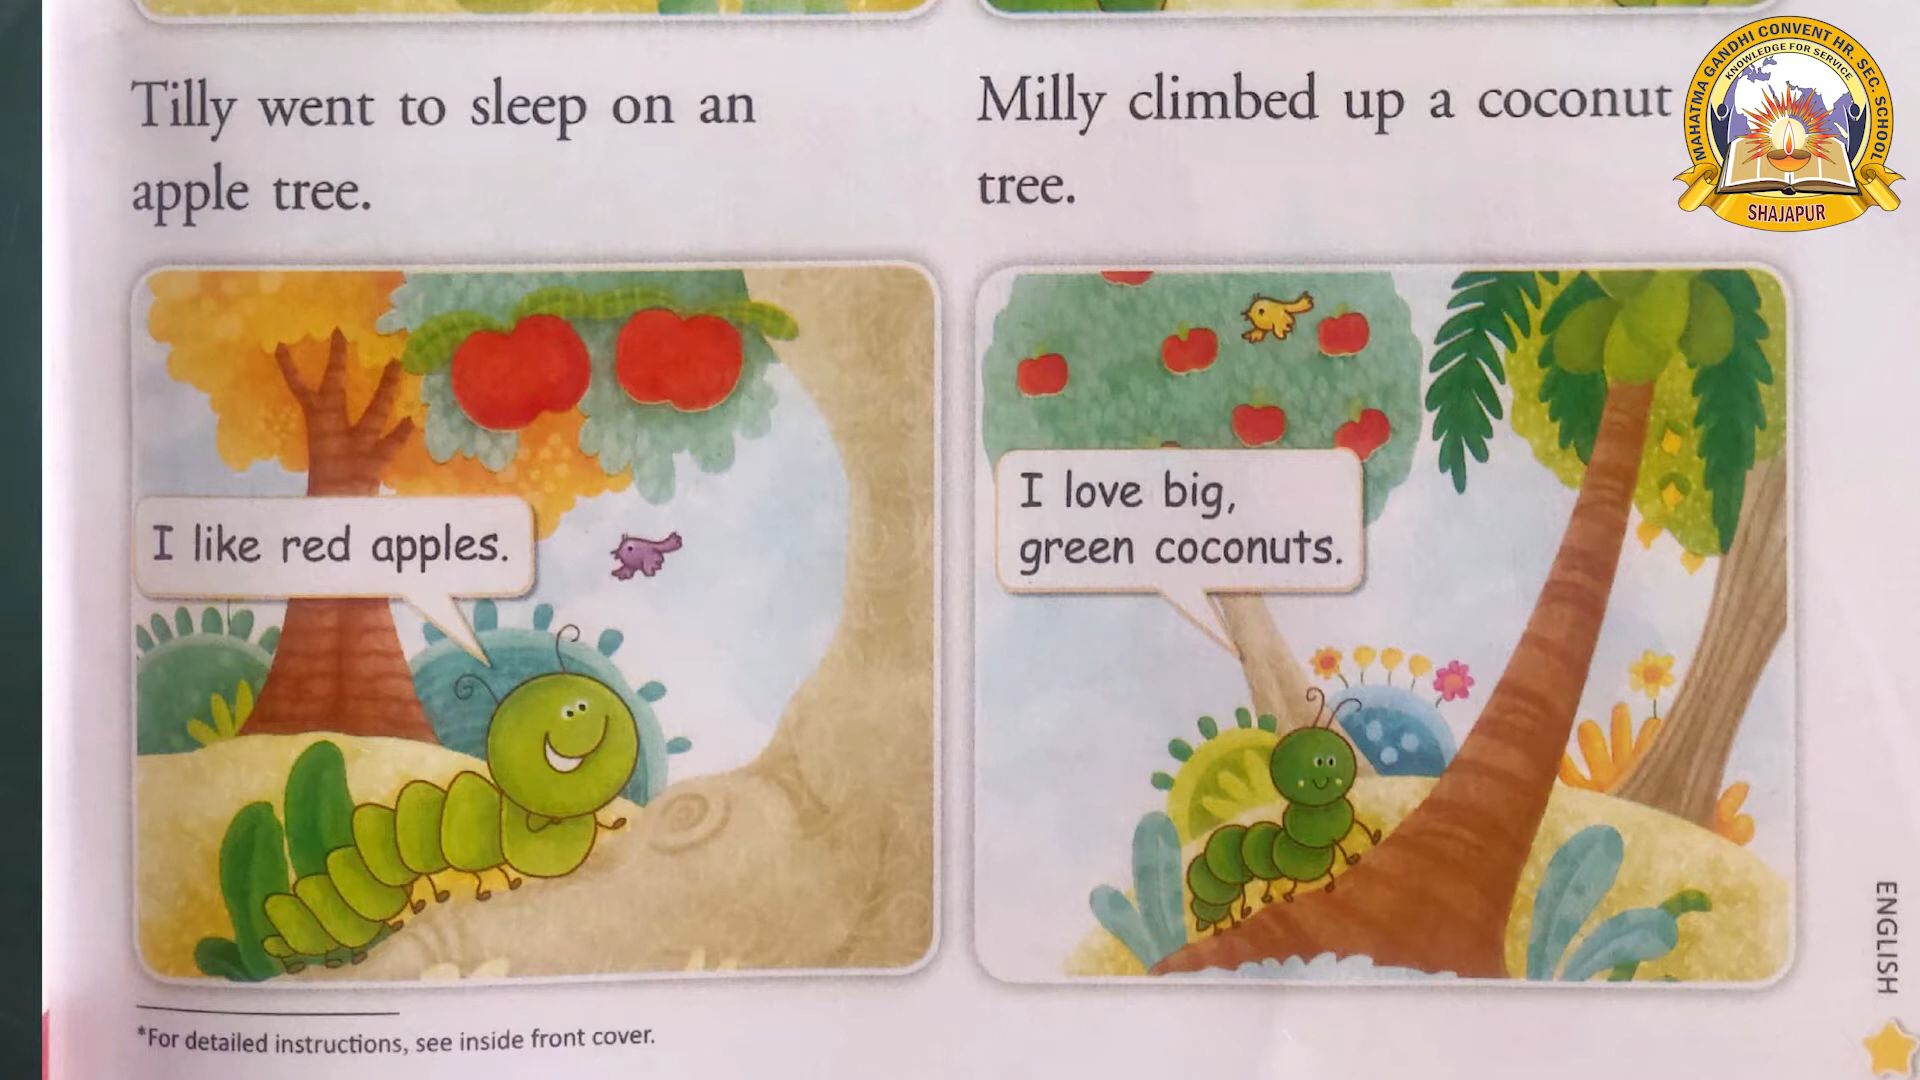 Tilly went to sleep on an
apple tree.
I like red apples.
Milly climbed up a coconut
tree.
I love big,
green coconuts.
*For detailed instructions, see inside front cover.
ENGLISH
MAHATMA GANDHI CONVENT HR. SEC. SCHOOL
KNOWLEDGE FOR SERVICE
SHAJAPUR